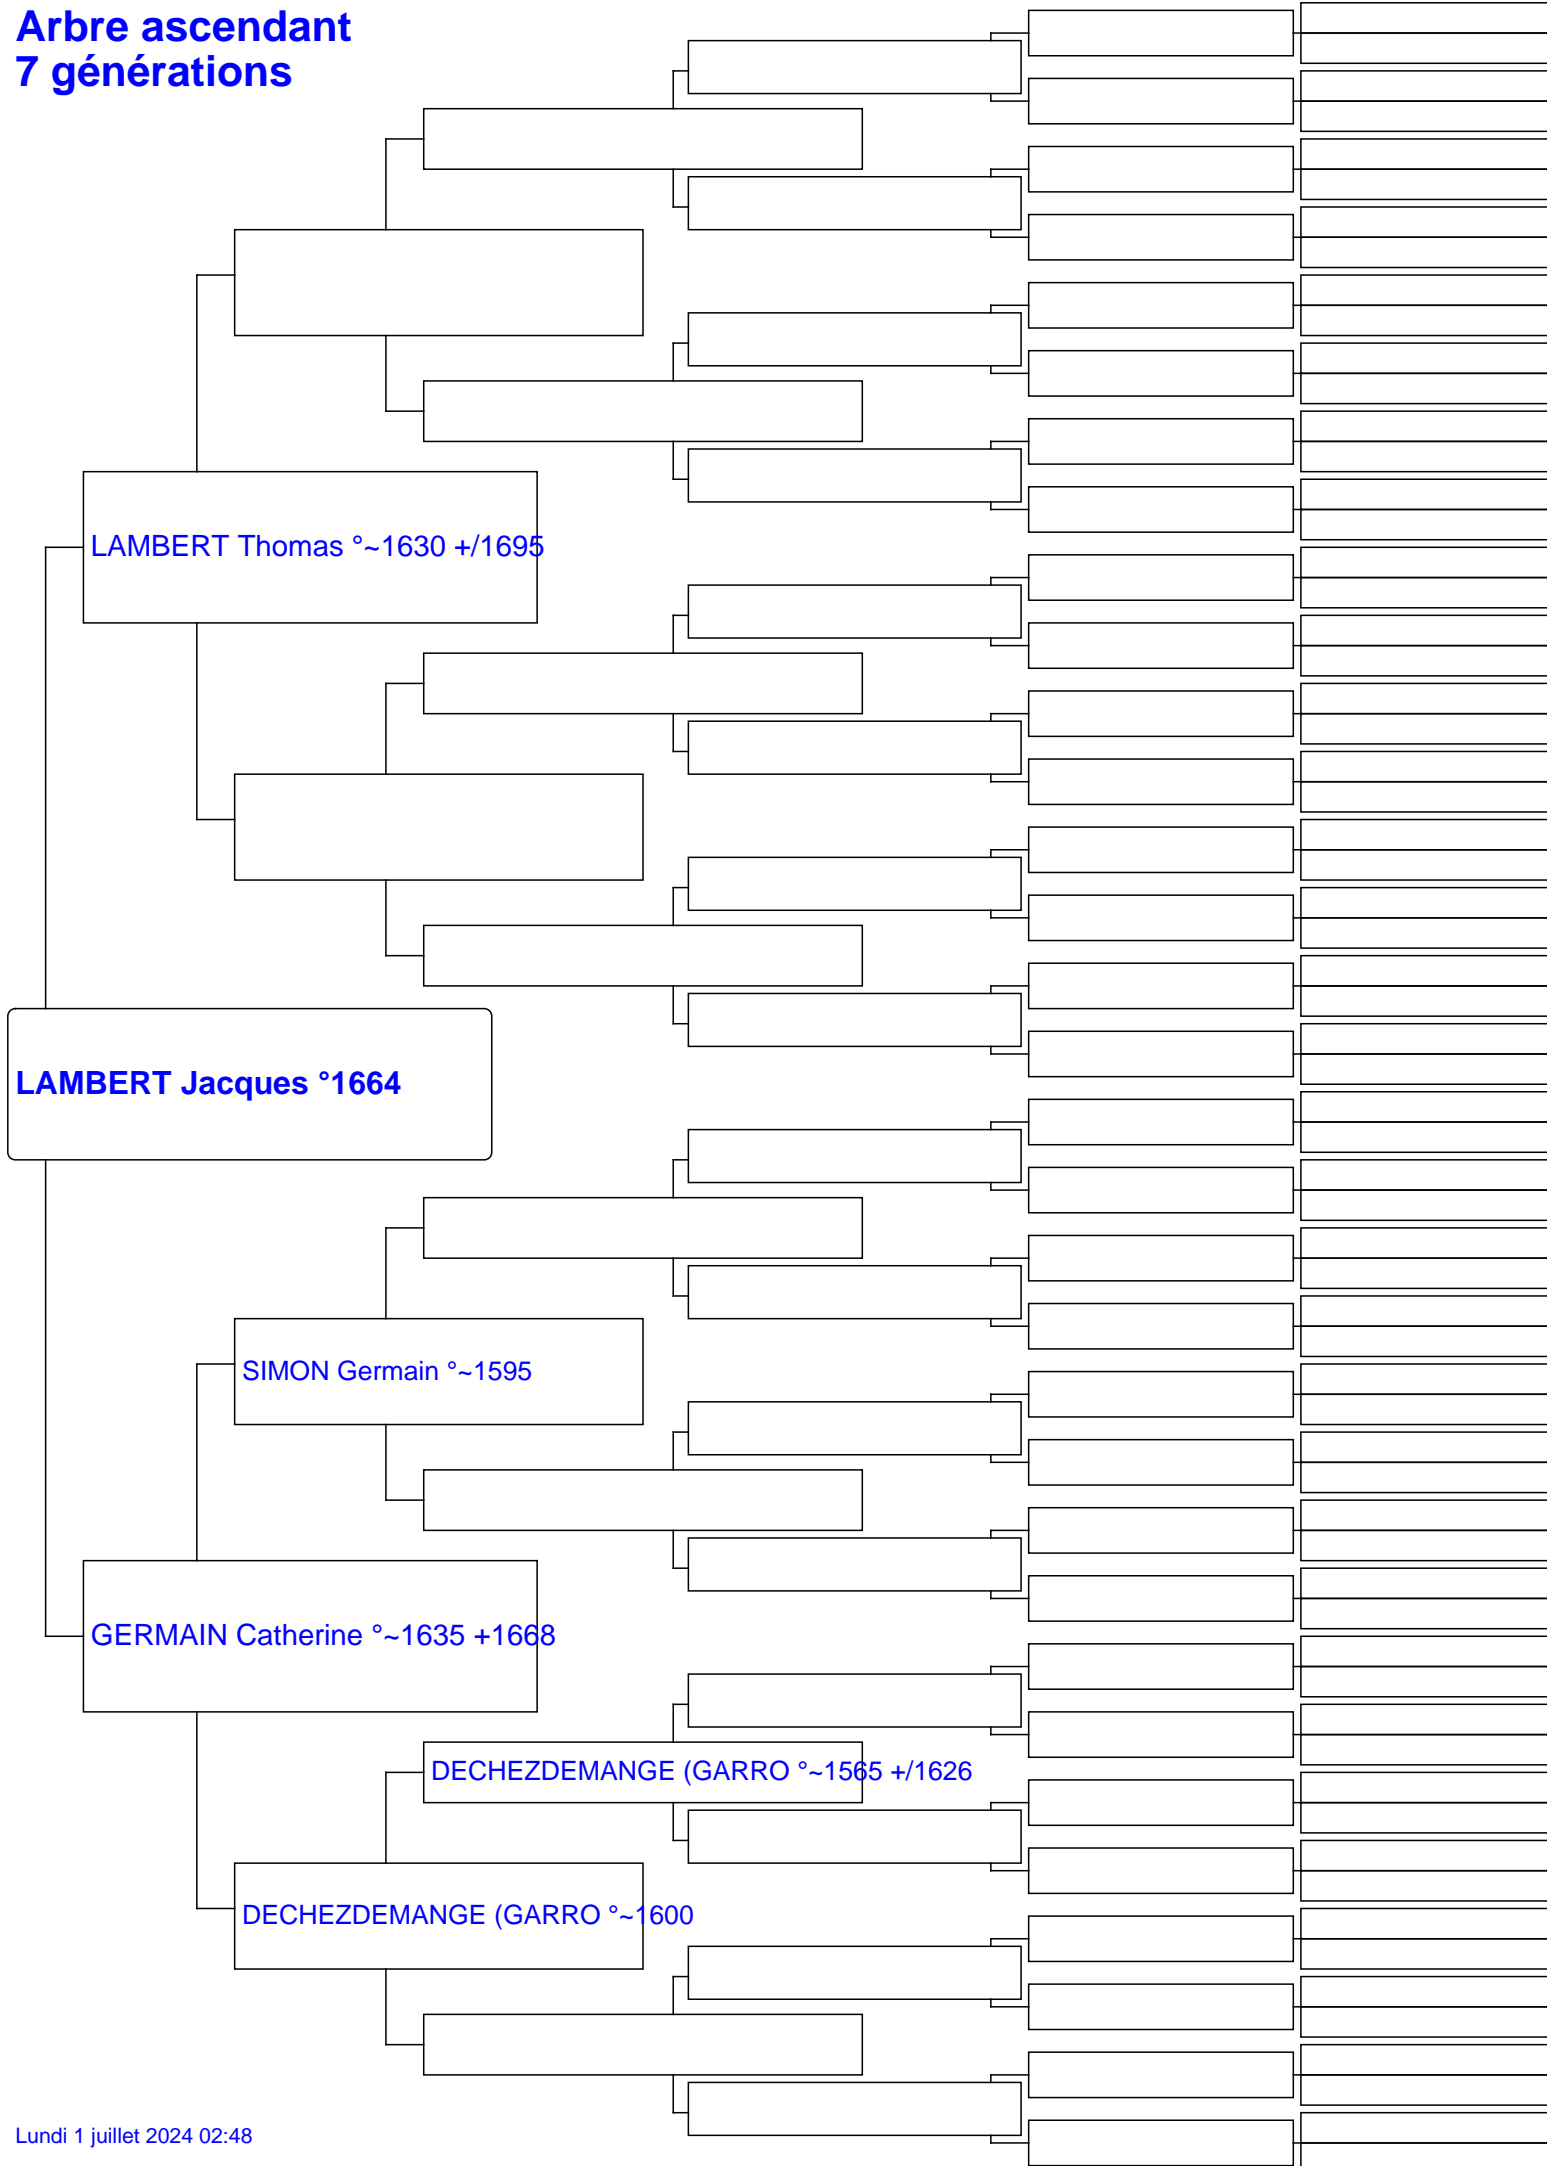 Arbre ascendant
7 générations
LAMBERT Thomas °~1630 +/1695
LAMBERT Jacques °1664
SIMON Germain °~1595
GERMAIN Catherine °~1635 +1668
DECHEZDEMANGE (GARRO °~1565 +/1626
DECHEZDEMANGE (GARRO °~1600
Lundi 1 juillet 2024 02:48